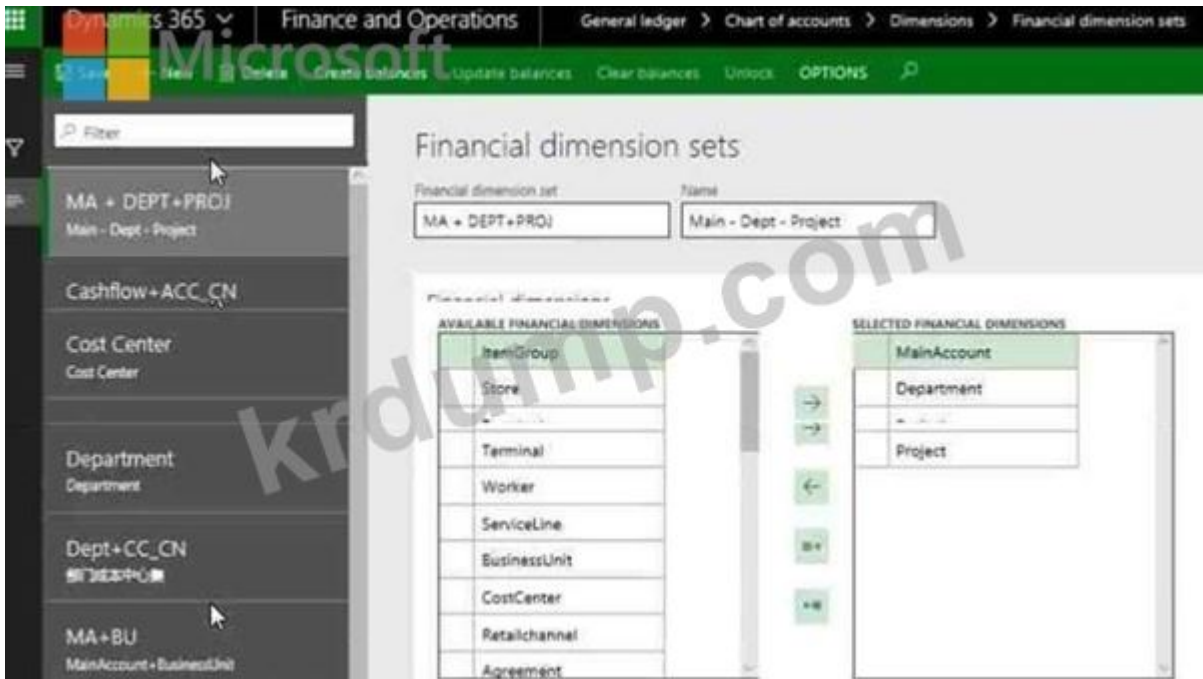 Dynamics 365
Finance and Operations
General ledger > Chart of accounts > Dimensions > Financial dimension sets
Microsoft
Save
New
Delete
Create balances
Update balances
Clear balances
Unlock
OPTIONS
Filter
MA + DEPT+PROJ
Main - Dept - Project
Cashflow+ACC_CN
Cost Center
Cost Center
Department
Department
Dept+CC_CN
MA+BU
MainAccount+BusinessUnit
Financial dimension sets
Financial dimension set
Name
MA + DEPT+PROJ
Main - Dept - Project
Financial dimensions
AVAILABLE FINANCIAL DIMENSIONS
ItemGroup
Store
Terminal
Worker
ServiceLine
BusinessUnit
CostCenter
Retailchannel
Agreement
SELECTED FINANCIAL DIMENSIONS
MainAccount
Department
Project
krdump.com